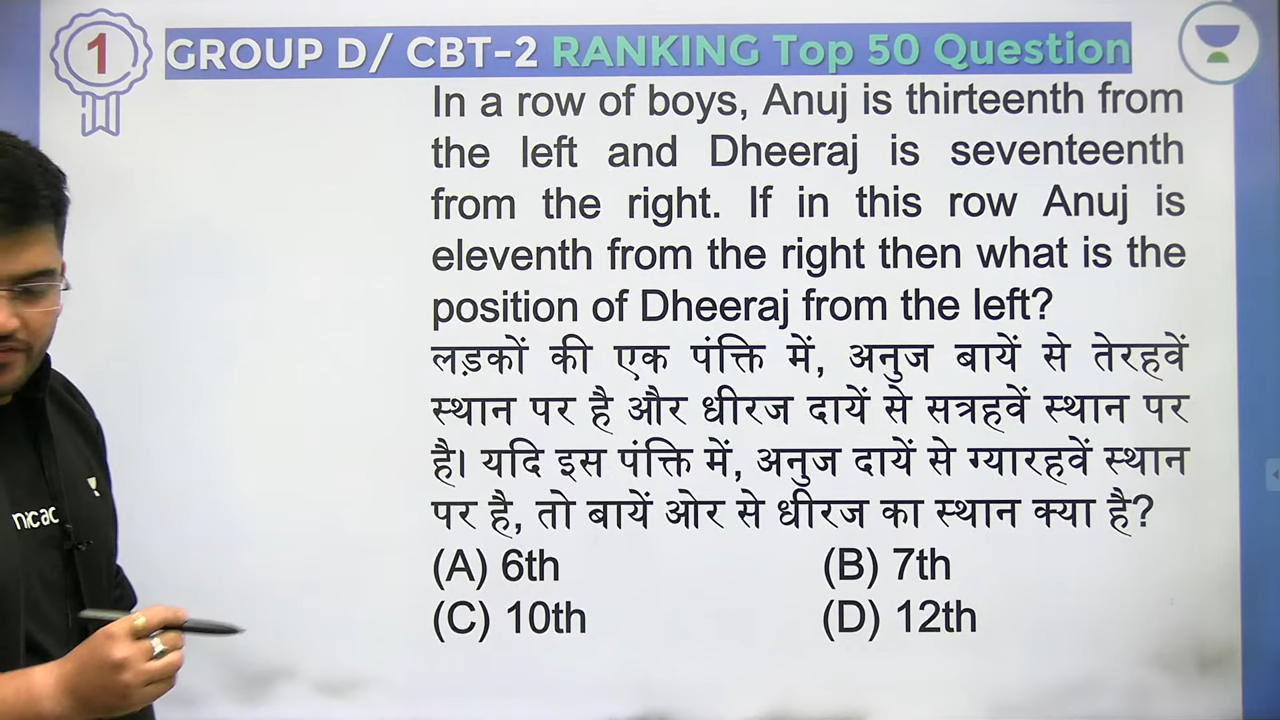 1
GROUP D/ CBT-2 RANKING Top 50 Question
In a row of boys, Anuj is thirteenth from
the left and Dheeraj is seventeenth
from the right. If in this row Anuj is
eleventh from the right then what is the
position of Dheeraj from the left?
लड़कों की एक पंक्ति में, अनुज बायें से तेरहवें
स्थान पर है और धीरज दायें से सत्रहवें स्थान पर
है। यदि इस पंक्ति में, अनुज दायें से ग्यारहवें स्थान
पर है, तो बायें ओर से धीरज का स्थान क्या है?
(A) 6th (B) 7th
(C) 10th (D) 12th